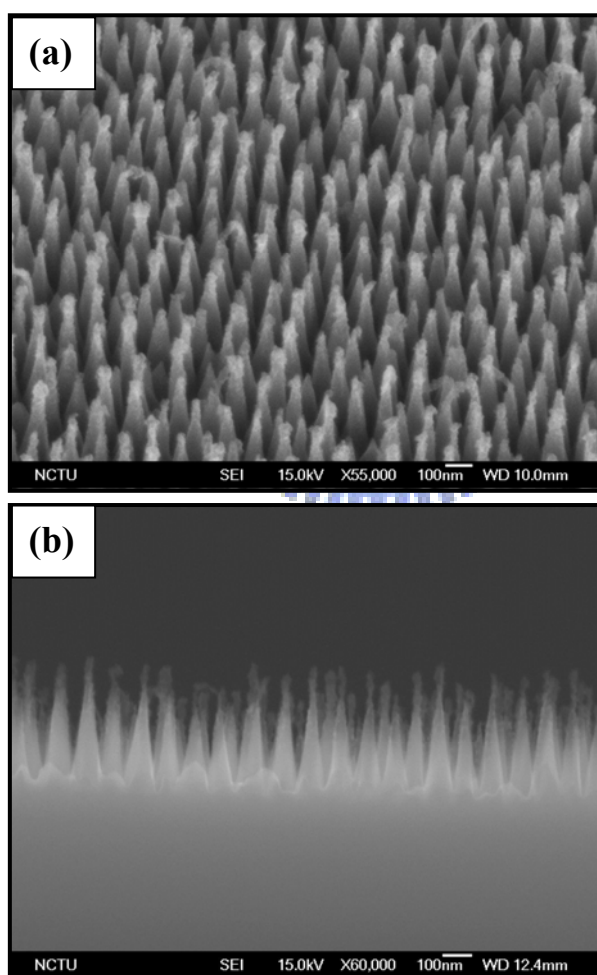 (a)
NCTU SEI 15.0kV X55,000 100nm WD 10.0mm
(b)
NCTU SEI 15.0kV X60,000 100nm WD 12.4mm